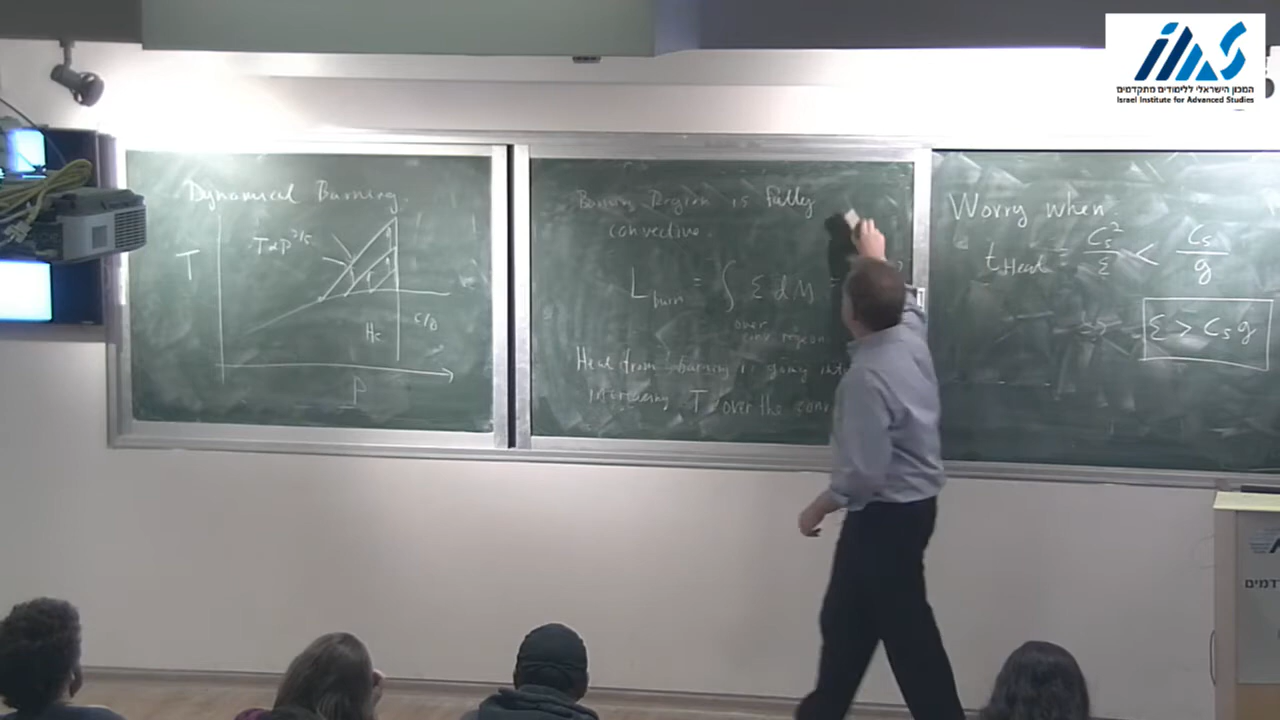 המכון הישראלי ללימודים מתקדמים
Israel Institute for Advanced Studies
Dynamical Burning
T
T∝P^2/5
He
C/O
P
Burning Region is fully
convective.
L_burn = ∫ ε dM =
over
conv. region
Heat from burning is going into
increasing T over the conv
Worry when
t_Heat = C_s^2/ε < C_s/g
=> ε > C_s g